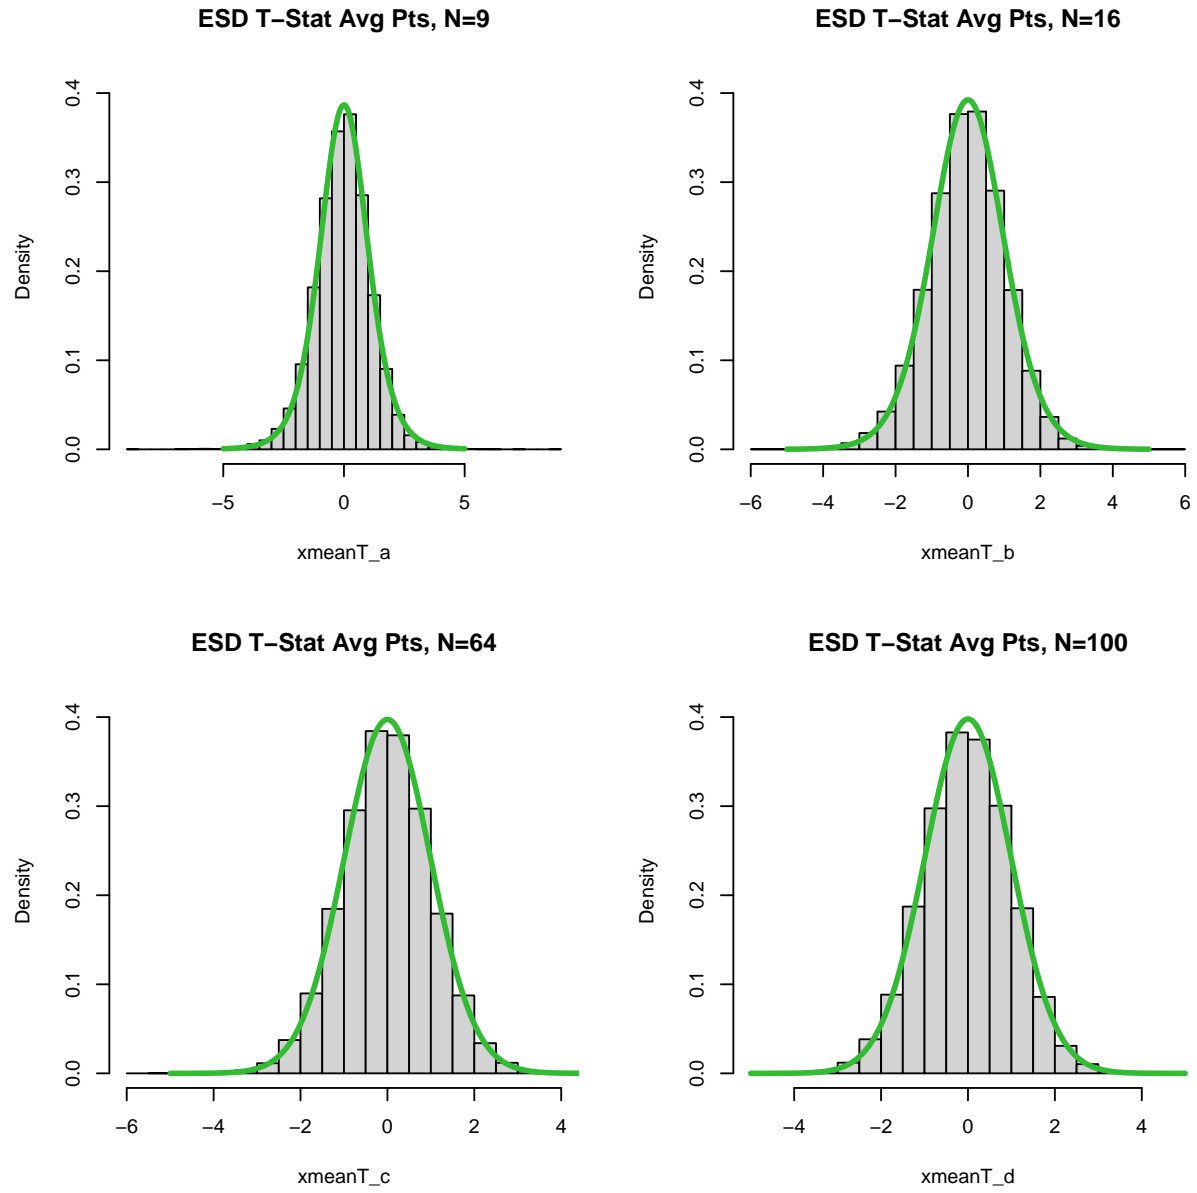 ESD T−Stat Avg Pts, N=9
Density
0.0 0.1 0.2 0.3 0.4
−5 0 5
xmeanT_a
ESD T−Stat Avg Pts, N=16
Density
0.0 0.1 0.2 0.3 0.4
−6 −4 −2 0 2 4 6
xmeanT_b
ESD T−Stat Avg Pts, N=64
Density
0.0 0.1 0.2 0.3 0.4
−6 −4 −2 0 2 4
xmeanT_c
ESD T−Stat Avg Pts, N=100
Density
0.0 0.1 0.2 0.3 0.4
−4 −2 0 2 4
xmeanT_d